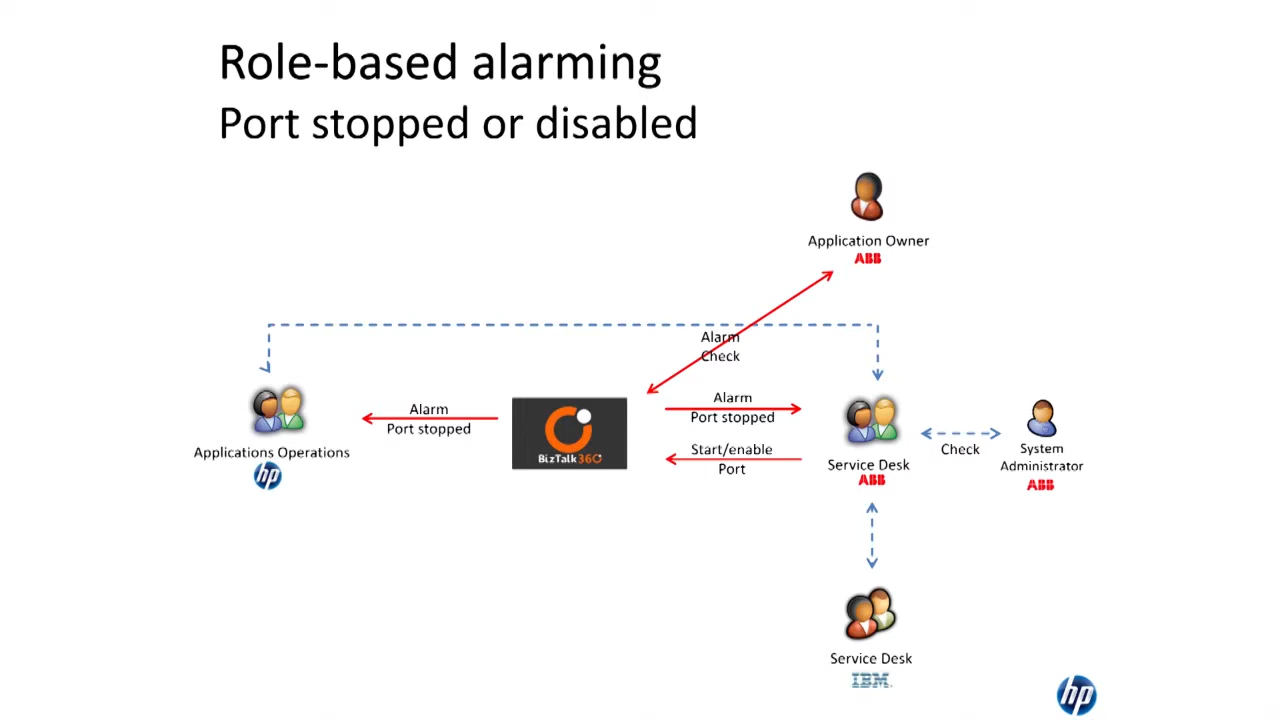 Role-based alarming
Port stopped or disabled
Application Owner
ABB
Alarm
Check
Alarm
Port stopped
Alarm
Port stopped
Start/enable
Port
BizTalk360
Applications Operations
hp
Service Desk
ABB
Check
System
Administrator
ABB
Service Desk
IBM
hp